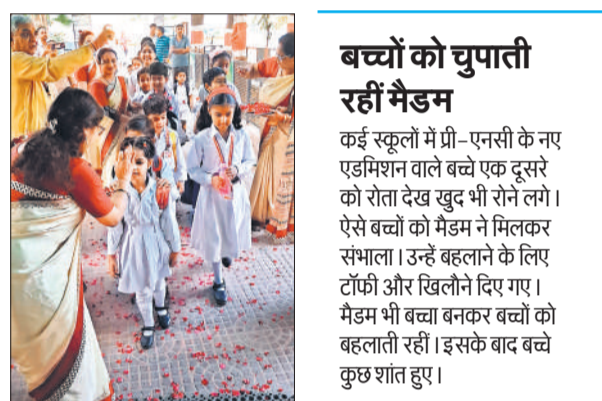 बच्चों को चुपाती
रहीं मैडम
कई स्कूलों में प्री-एनसी के नए
एडमिशन वाले बच्चे एक दूसरे
को रोता देख खुद भी रोने लगे।
ऐसे बच्चों को मैडम ने मिलकर
संभाला। उन्हें बहलाने के लिए
टॉफी और खिलौने दिए गए।
मैडम भी बच्चा बनकर बच्चों को
बहलाती रहीं। इसके बाद बच्चे
कुछ शांत हुए।